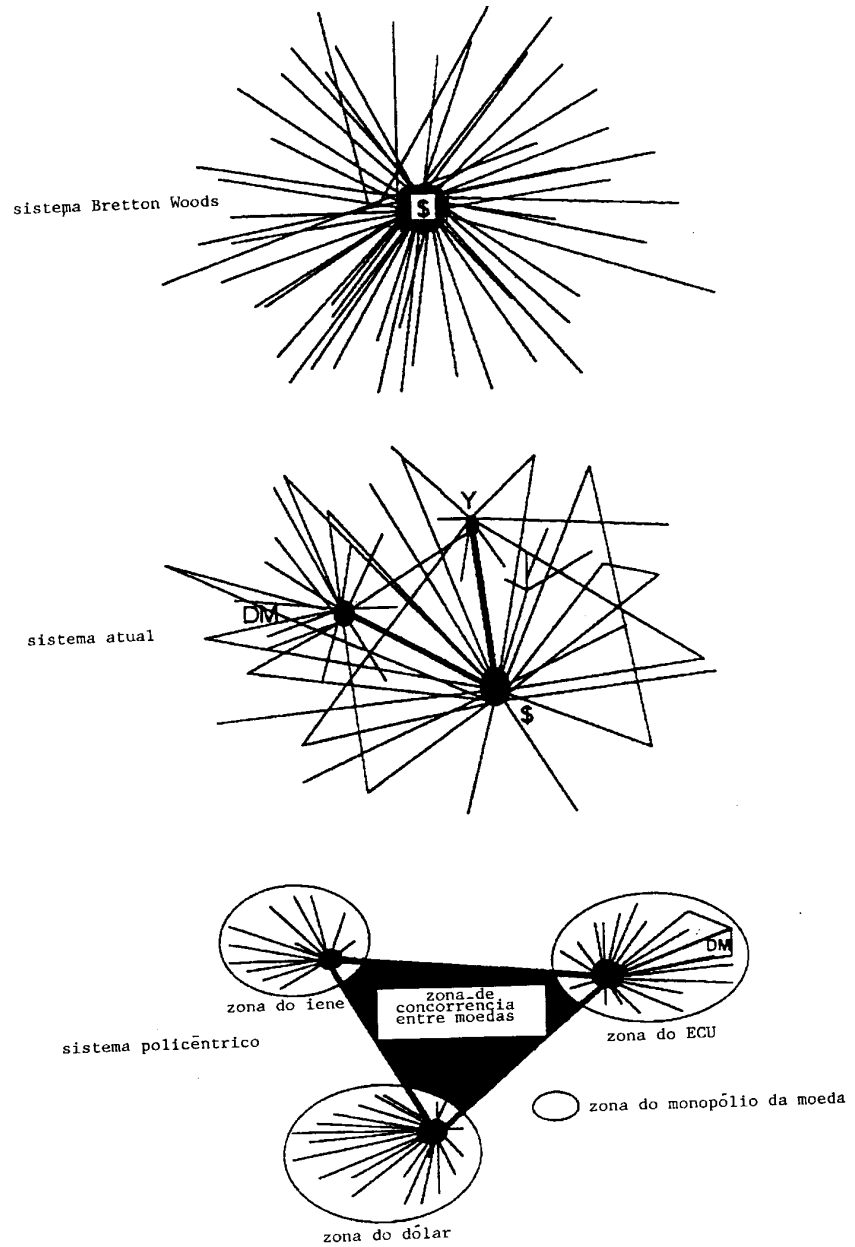 sistema Bretton Woods
$
Y
DM
sistema atual
$
DM
zona do iene
zona de
concorrência
entre moedas
zona do ECU
sistema policêntrico
zona do monopólio da moeda
zona do dólar